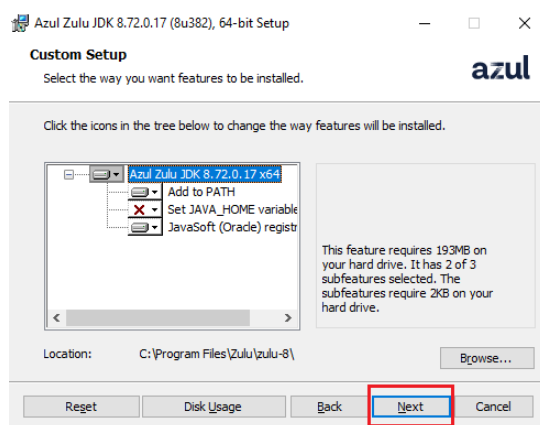 Azul Zulu JDK 8.72.0.17 (8u382), 64-bit Setup
Custom Setup
Select the way you want features to be installed.
azul
Click the icons in the tree below to change the way features will be installed.
Azul Zulu JDK 8.72.0.17 x64
Add to PATH
Set JAVA_HOME variable
JavaSoft (Oracle) registr
This feature requires 193MB on
your hard drive. It has 2 of 3
subfeatures selected. The
subfeatures require 2KB on your
hard drive.
Location: C:\Program Files\Zulu\zulu-8\
Browse...
Reset Disk Usage Back Next Cancel